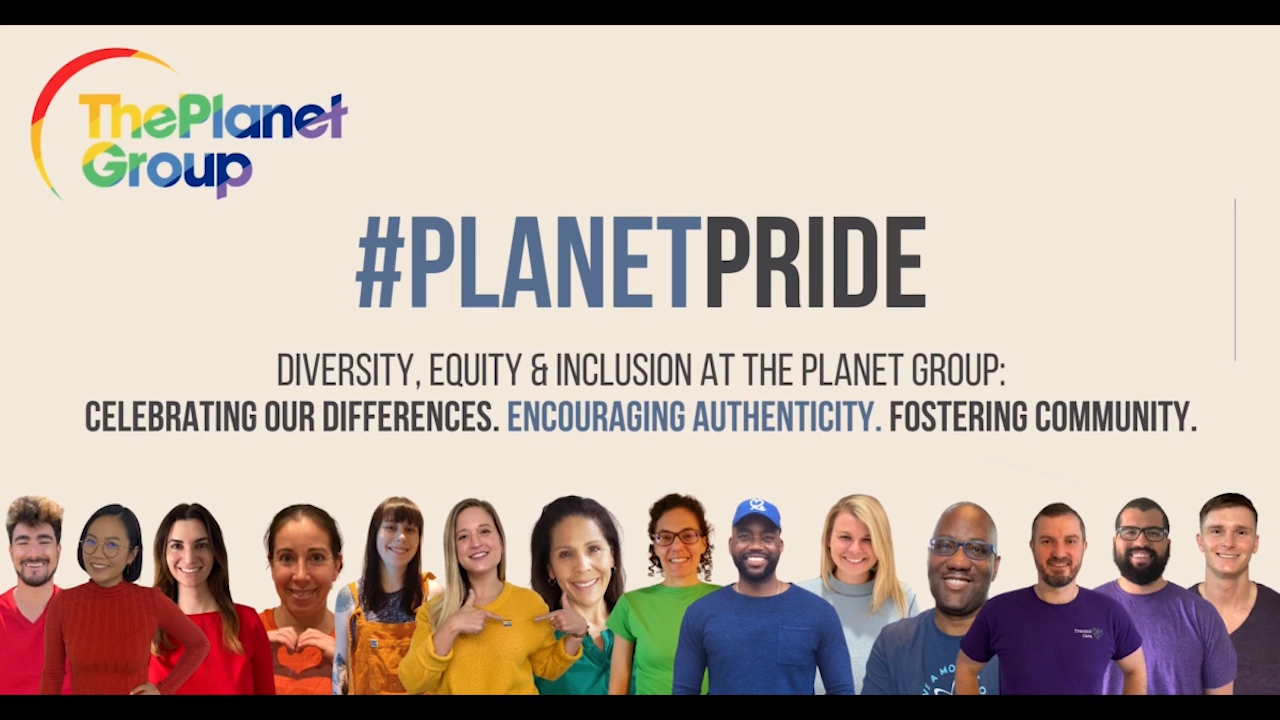 ThePlanet
Group
#PLANETPRIDE
DIVERSITY, EQUITY & INCLUSION AT THE PLANET GROUP:
CELEBRATING OUR DIFFERENCES. ENCOURAGING AUTHENTICITY. FOSTERING COMMUNITY.